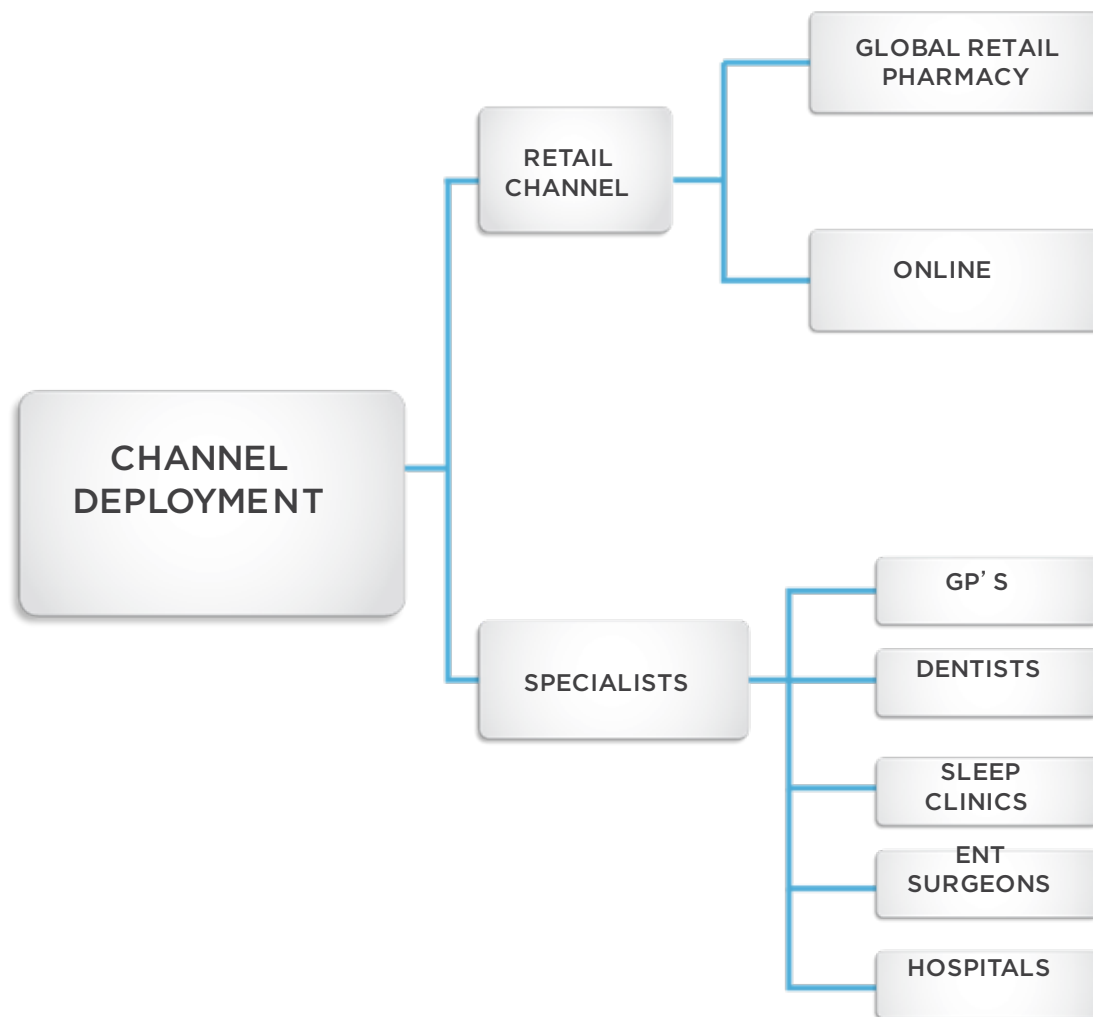 GLOBAL RETAIL
PHARMACY
RETAIL
CHANNEL
ONLINE
CHANNEL
DEPLOYMENT
GP’ S
DENTISTS
SPECIALISTS
SLEEP
CLINICS
ENT
SURGEONS
HOSPITALS